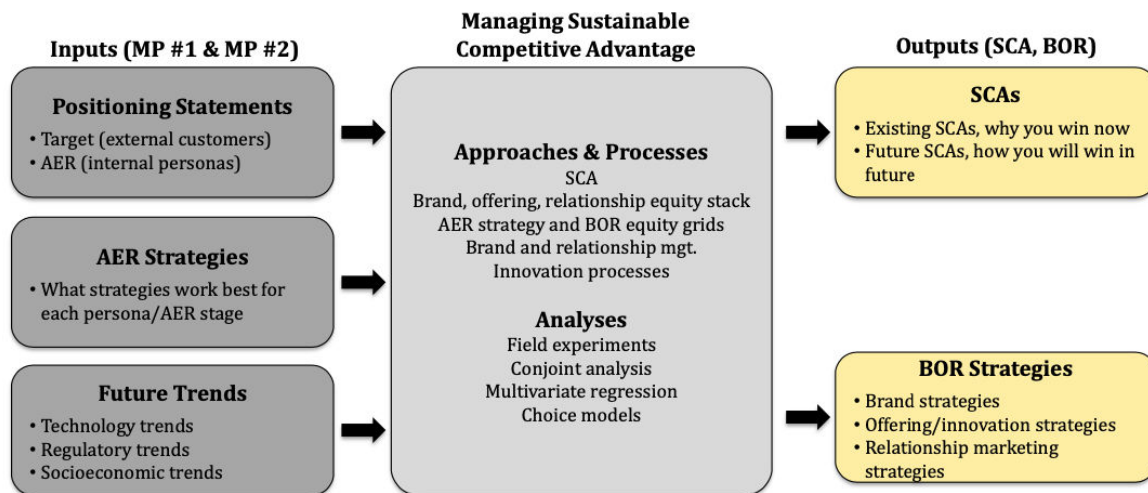 Inputs (MP #1 & MP #2)
Positioning Statements
• Target (external customers)
• AER (internal personas)
AER Strategies
• What strategies work best for
each persona/AER stage
Future Trends
• Technology trends
• Regulatory trends
• Socioeconomic trends
Managing Sustainable
Competitive Advantage
Approaches & Processes
SCA
Brand, offering, relationship equity stack
AER strategy and BOR equity grids
Brand and relationship mgt.
Innovation processes
Analyses
Field experiments
Conjoint analysis
Multivariate regression
Choice models
Outputs (SCA, BOR)
SCAs
• Existing SCAs, why you win now
• Future SCAs, how you will win in
future
BOR Strategies
• Brand strategies
• Offering/innovation strategies
• Relationship marketing
strategies